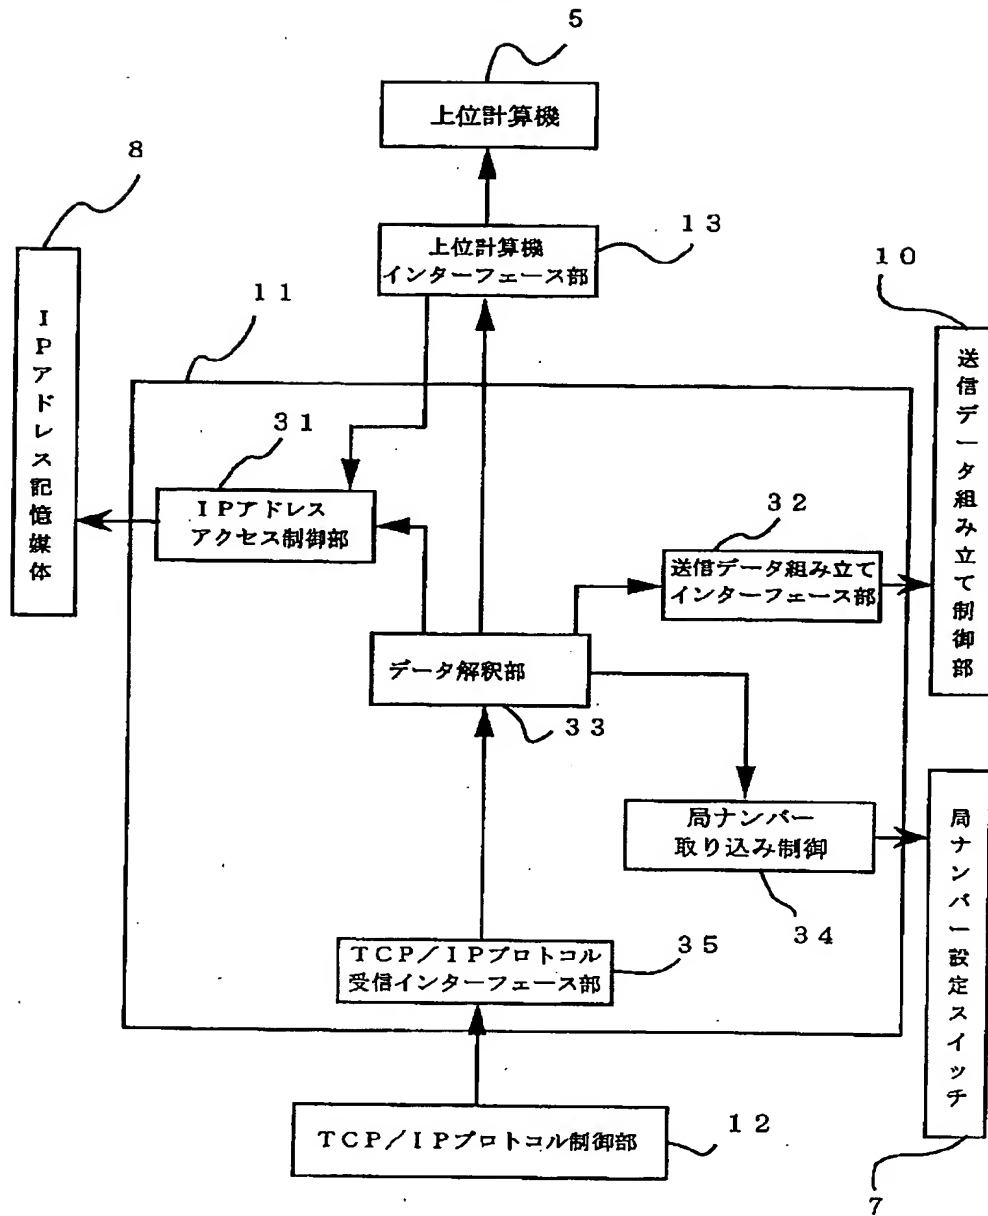 5
上位計算機
8
上位計算機
インターフェース部
13
10
11
IPアドレス記憶媒体
送信データ組み立て制御部
31
IPアドレス
アクセス制御部
32
送信データ組み立て
インターフェース部
データ解釈部
33
局ナンバー
取り込み制御
34
局ナンバー設定スイッチ
35
TCP/IPプロトコル
受信インターフェース部
TCP/IPプロトコル制御部
12
7